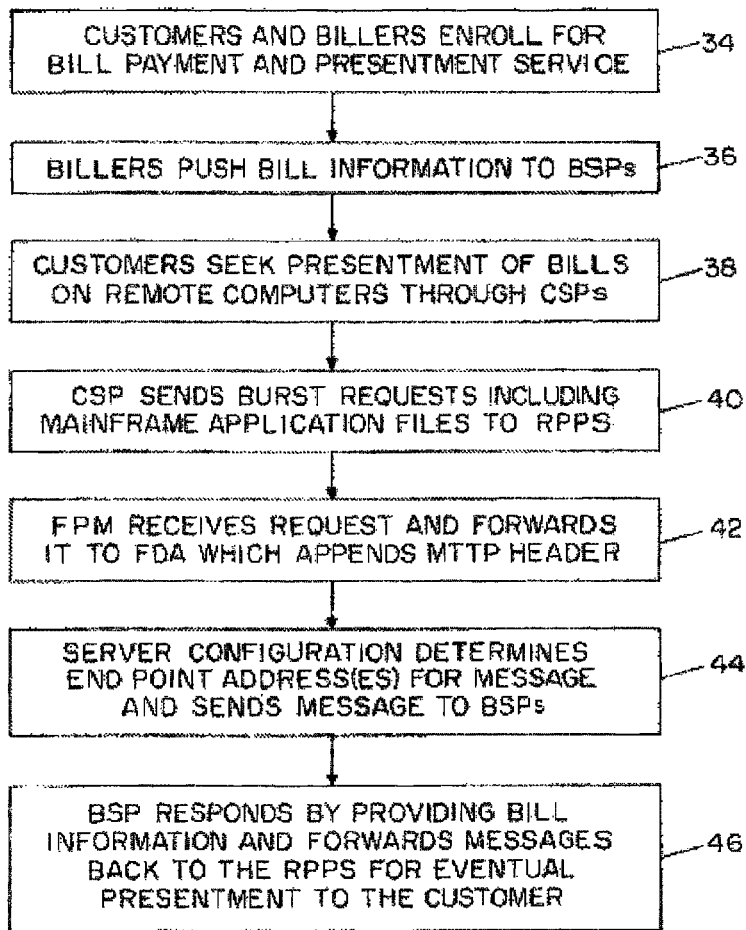 CUSTOMERS AND BILLERS ENROLL FOR
BILL PAYMENT AND PRESENTMENT SERVICE
34
BILLERS PUSH BILL INFORMATION TO BSPs
36
CUSTOMERS SEEK PRESENTMENT OF BILLS
ON REMOTE COMPUTERS THROUGH CSPs
38
CSP SENDS BURST REQUESTS INCLUDING
MAINFRAME APPLICATION FILES TO RPPS
40
FPM RECEIVES REQUEST AND FORWARDS
IT TO FDA WHICH APPENDS MTTP HEADER
42
SERVER CONFIGURATION DETERMINES
END POINT ADDRESS(ES) FOR MESSAGE
AND SENDS MESSAGE TO BSPs
44
BSP RESPONDS BY PROVIDING BILL
INFORMATION AND FORWARDS MESSAGES
BACK TO THE RPPS FOR EVENTUAL
PRESENTMENT TO THE CUSTOMER
46